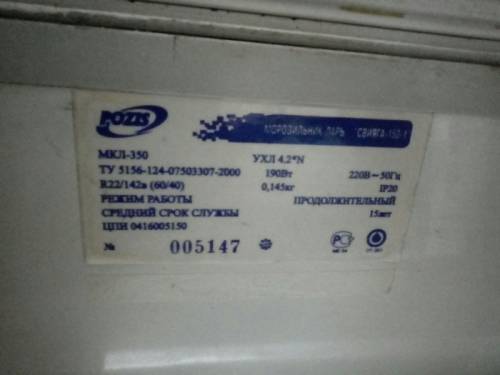 POZIS
МОРОЗИЛЬНИК ЛАРЬ СВИЯГА-150-1
МКЛ-350 УХЛ 4,2*N
ТУ 5156-124-07503307-2000 190Вт 220В ~ 50Гц
R22/142в (60/40) 0,145кг IP20
РЕЖИМ РАБОТЫ ПРОДОЛЖИТЕЛЬНЫЙ
СРЕДНИЙ СРОК СЛУЖБЫ 15лет
ЦПИ 0416005150
№ 005147